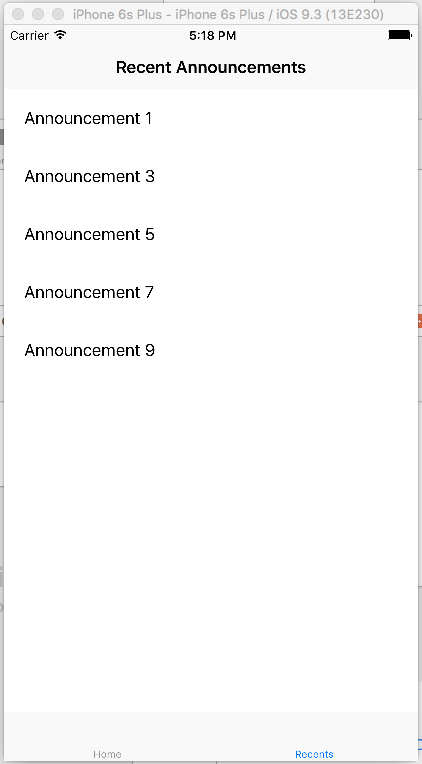 iPhone 6s Plus - iPhone 6s Plus / iOS 9.3 (13E230)
Carrier 5:18 PM
Recent Announcements
Announcement 1
Announcement 3
Announcement 5
Announcement 7
Announcement 9
Home Recents